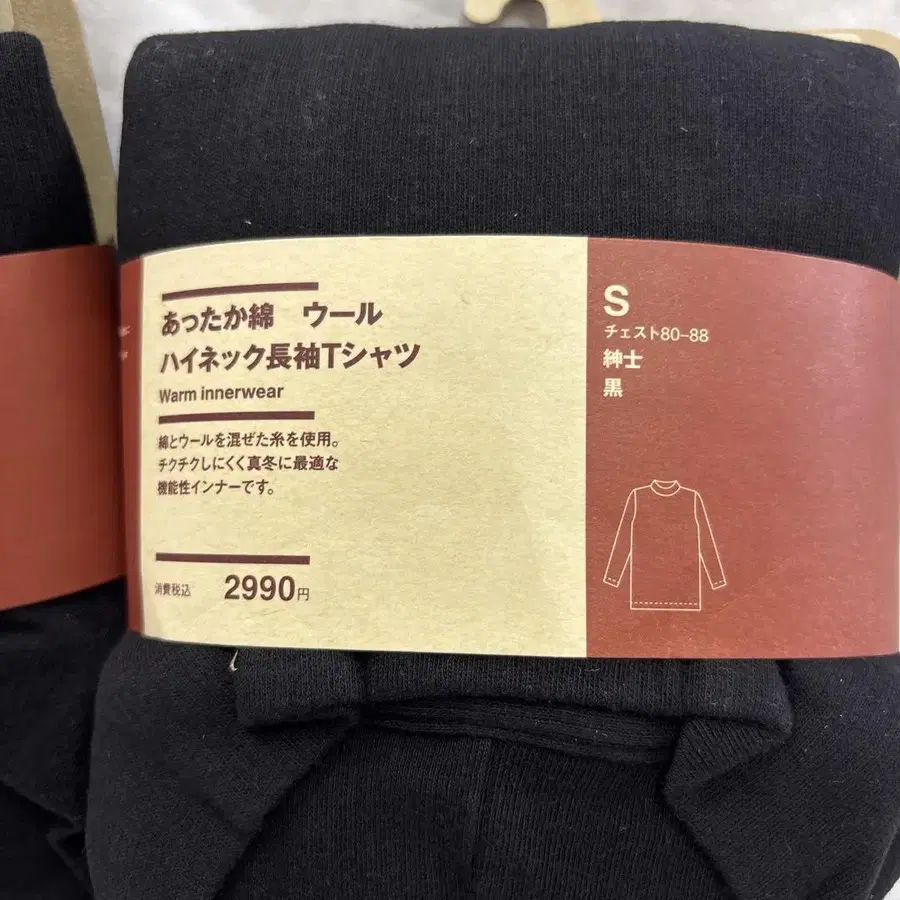 あったか綿　ウール
ハイネック長袖Tシャツ
Warm innerwear
綿とウールを混ぜた糸を使用。
チクチクしにくく真冬に最適な
機能性インナーです。
消費税込 2990円
S
チェスト80-88
紳士
黒